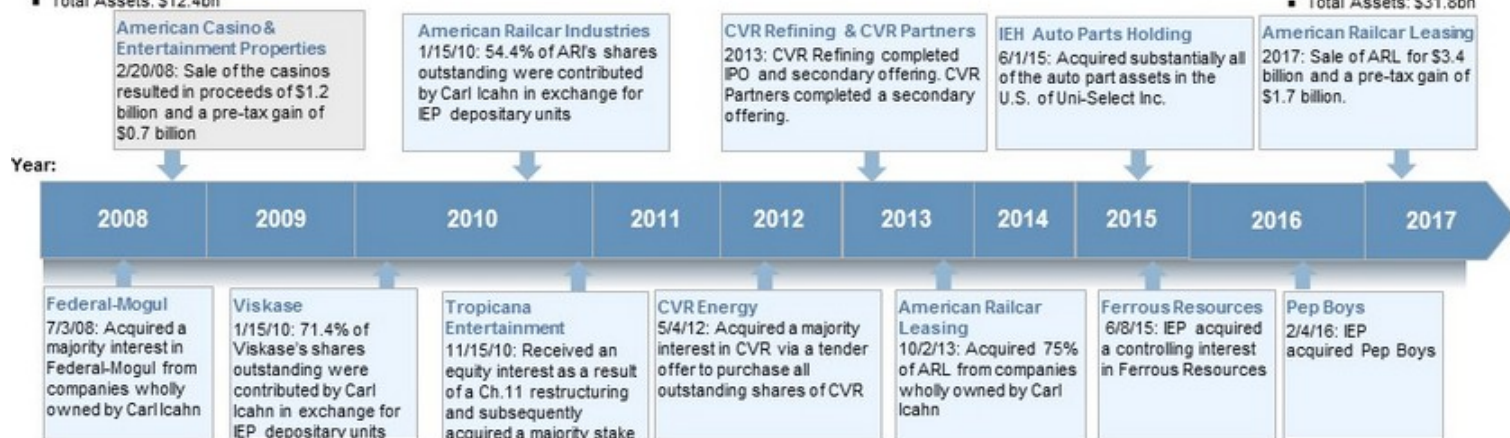 ▪ Total Assets: $12.4bn
▪ Total Assets: $31.8bn
American Casino &
Entertainment Properties
2/20/08: Sale of the casinos
resulted in proceeds of $1.2
billion and a pre-tax gain of
$0.7 billion
American Railcar Industries
1/15/10: 54.4% of ARI's shares
outstanding were contributed
by Carl Icahn in exchange for
IEP depositary units
CVR Refining & CVR Partners
2013: CVR Refining completed
IPO and secondary offering. CVR
Partners completed a secondary
offering.
IEH Auto Parts Holding
6/1/15: Acquired substantially all
of the auto part assets in the
U.S. of Uni-Select Inc.
American Railcar Leasing
2017: Sale of ARL for $3.4
billion and a pre-tax gain of
$1.7 billion.
Year:
2008 2009 2010 2011 2012 2013 2014 2015 2016 2017
Federal-Mogul
7/3/08: Acquired a
majority interest in
Federal-Mogul from
companies wholly
owned by Carl Icahn
Viskase
1/15/10: 71.4% of
Viskase's shares
outstanding were
contributed by Carl
Icahn in exchange for
IEP depositary units
Tropicana
Entertainment
11/15/10: Received an
equity interest as a result
of a Ch.11 restructuring
and subsequently
acquired a majority stake
CVR Energy
5/4/12: Acquired a majority
interest in CVR via a tender
offer to purchase all
outstanding shares of CVR
American Railcar
Leasing
10/2/13: Acquired 75%
of ARL from companies
wholly owned by Carl
Icahn
Ferrous Resources
6/8/15: IEP acquired
a controlling interest
in Ferrous Resources
Pep Boys
2/4/16: IEP
acquired Pep Boys